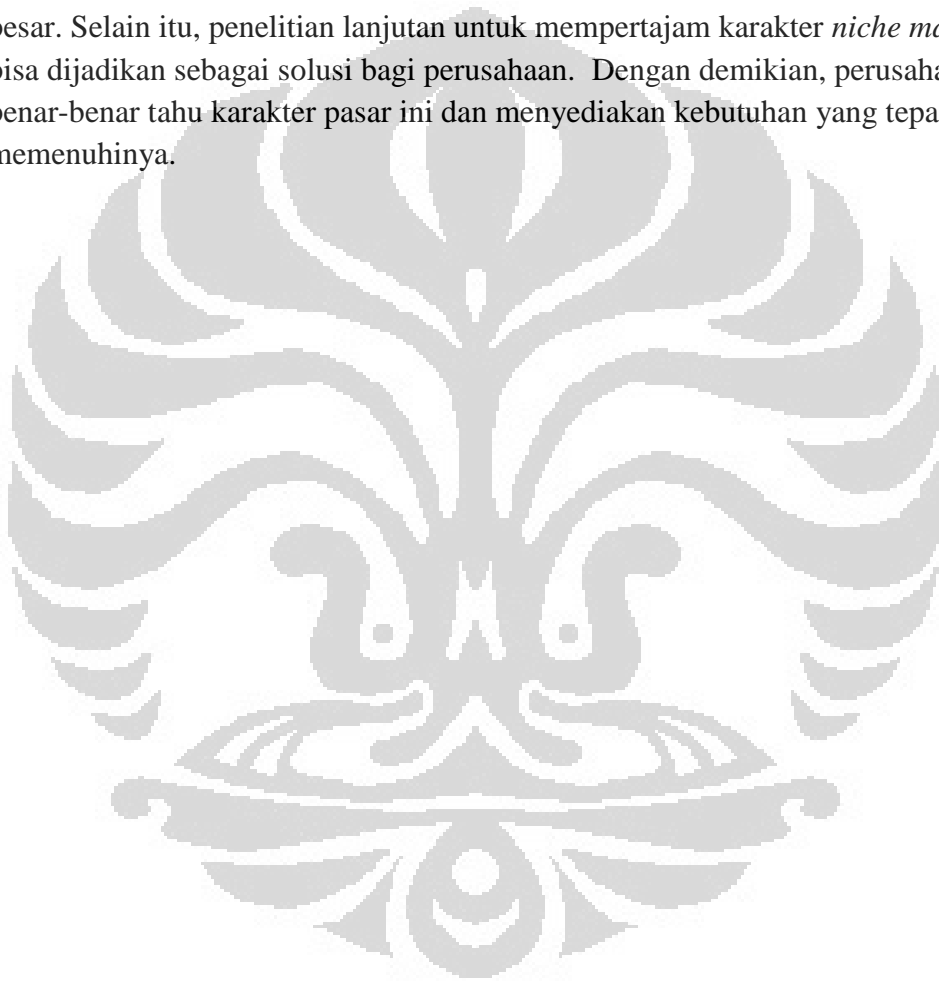 besar. Selain itu, penelitian lanjutan untuk mempertajam karakter niche ma
bisa dijadikan sebagai solusi bagi perusahaan. Dengan demikian, perusaha
benar-benar tahu karakter pasar ini dan menyediakan kebutuhan yang tepa
memenuhinya.